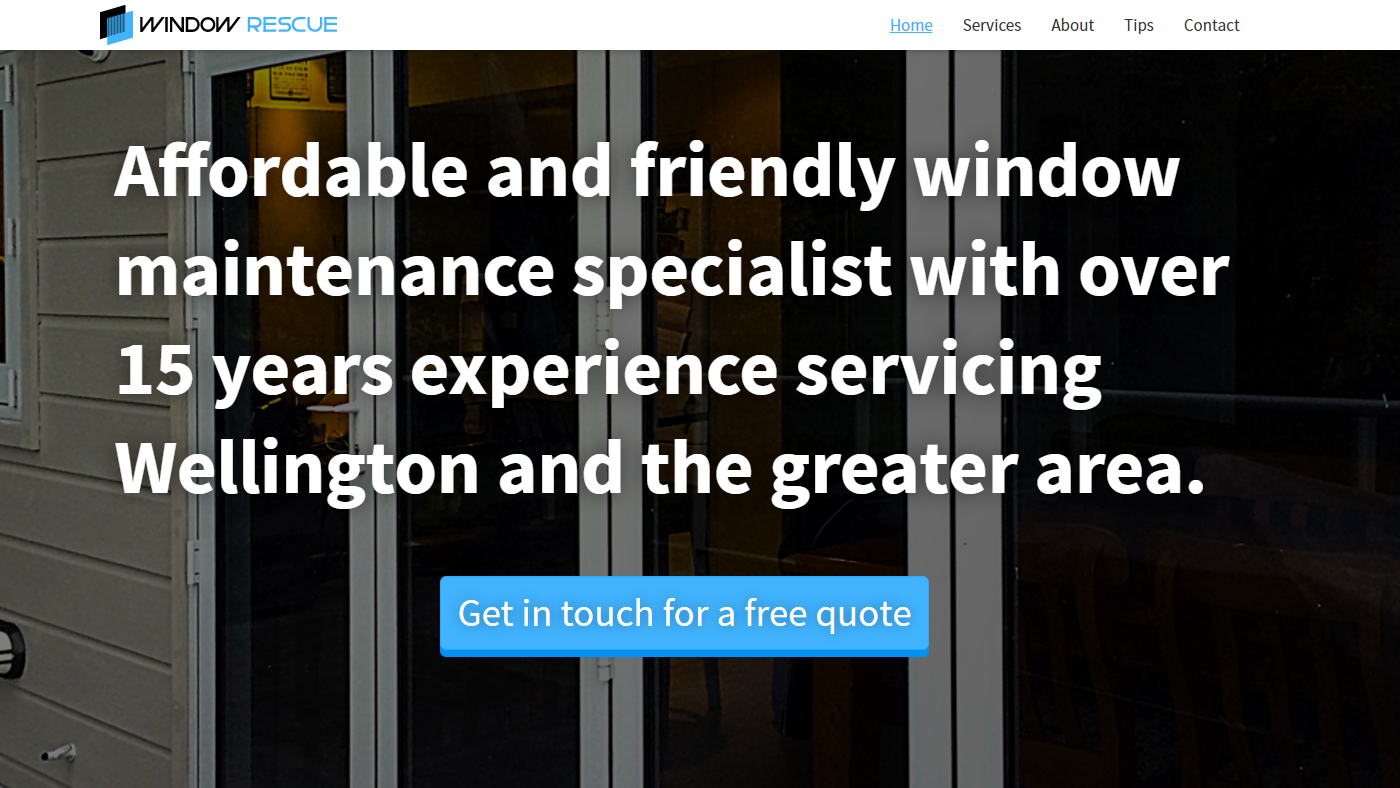 WINDOW RESCUE
Home Services About Tips Contact
Affordable and friendly window
maintenance specialist with over
15 years experience servicing
Wellington and the greater area.
Get in touch for a free quote